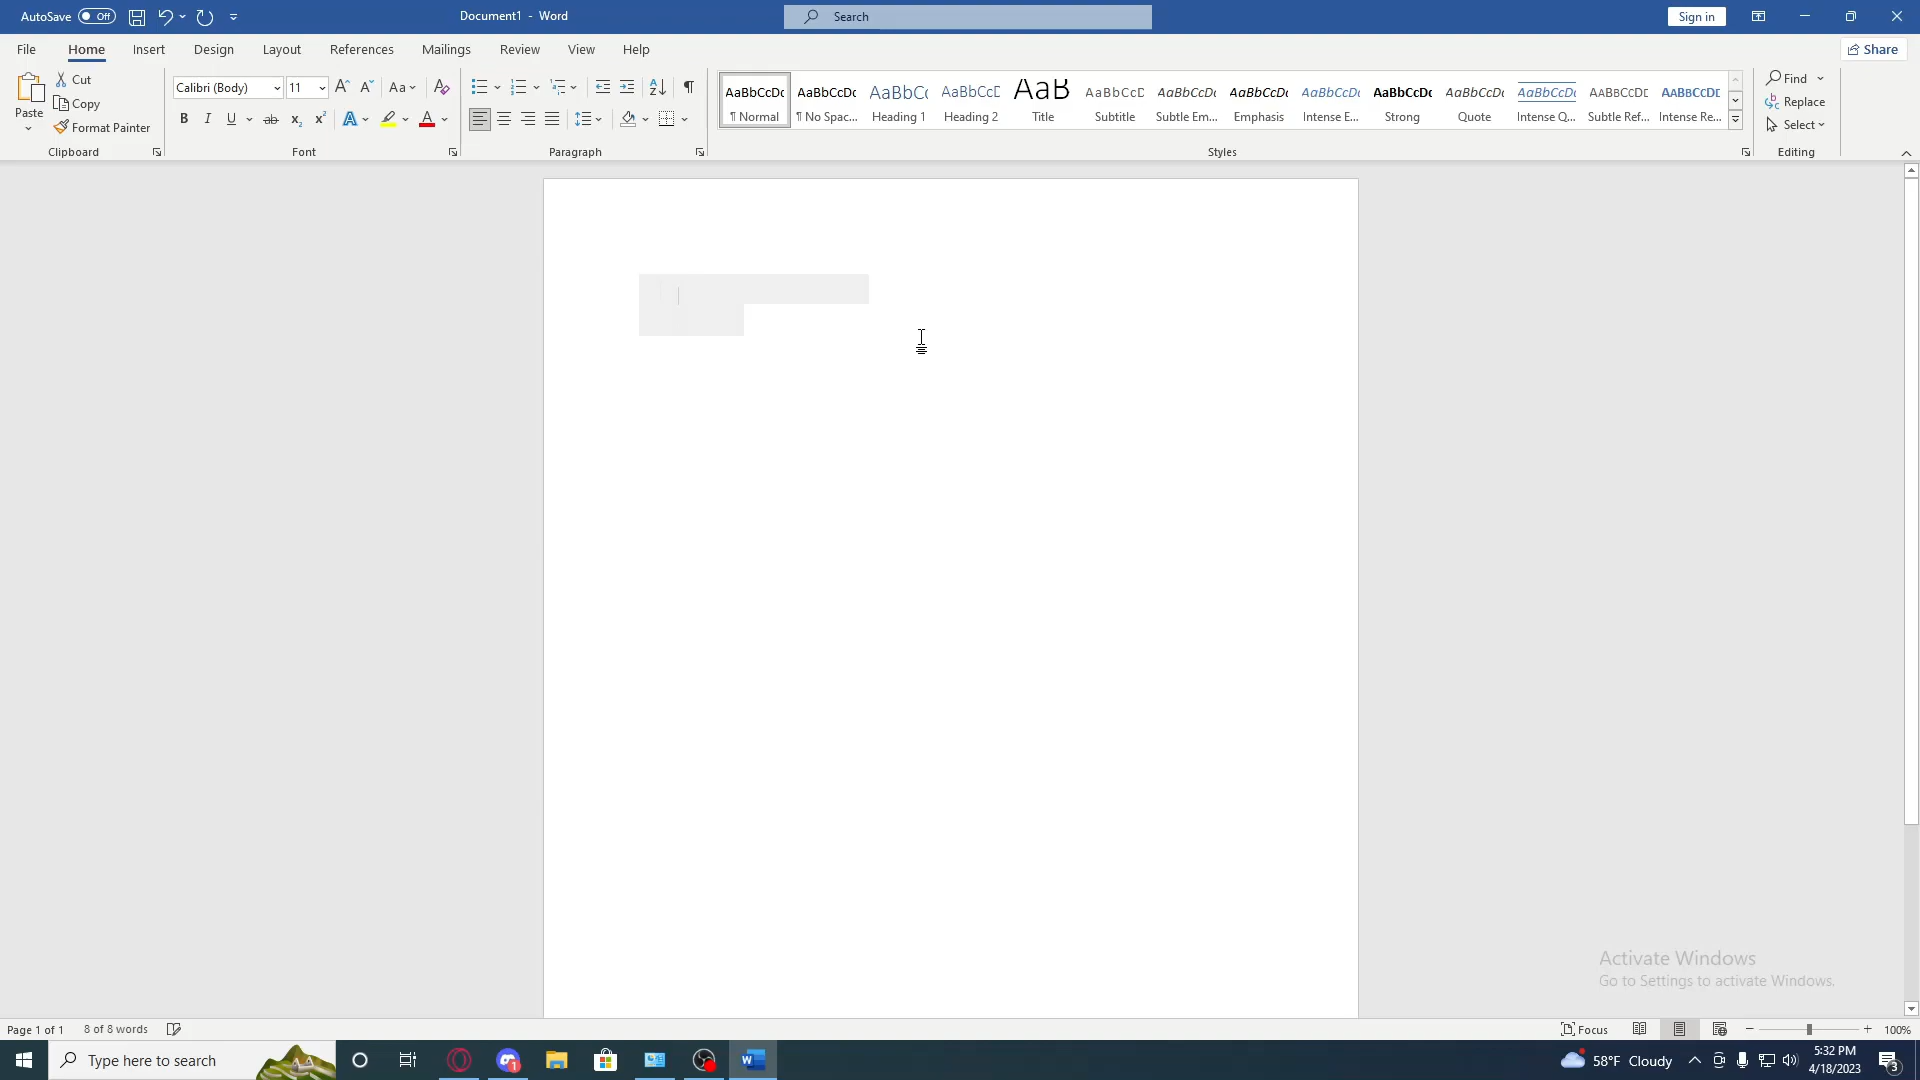 AutoSave Off Document1 - Word Search Sign in
File Home Insert Design Layout References Mailings Review View Help Share
Paste
Cut
Copy
Format Painter
Clipboard
Calibri (Body) 11
Font
Paragraph
AaBbCcDc ¶ Normal
AaBbCcDc ¶ No Spac...
AaBbCc Heading 1
AaBbCcE Heading 2
AaB Title
AaBbCcD Subtitle
AaBbCcDc Subtle Em...
AaBbCcDc Emphasis
AaBbCcDc Intense E...
AaBbCcDc Strong
AaBbCcDc Quote
AaBbCcDc Intense Q...
AABBCCDE Subtle Ref...
AABBCCDE Intense Re...
Styles
Find
Replace
Select
Editing
Activate Windows
Go to Settings to activate Windows.
Page 1 of 1 8 of 8 words Focus 100%
Type here to search 58°F Cloudy 5:32 PM
4/18/2023